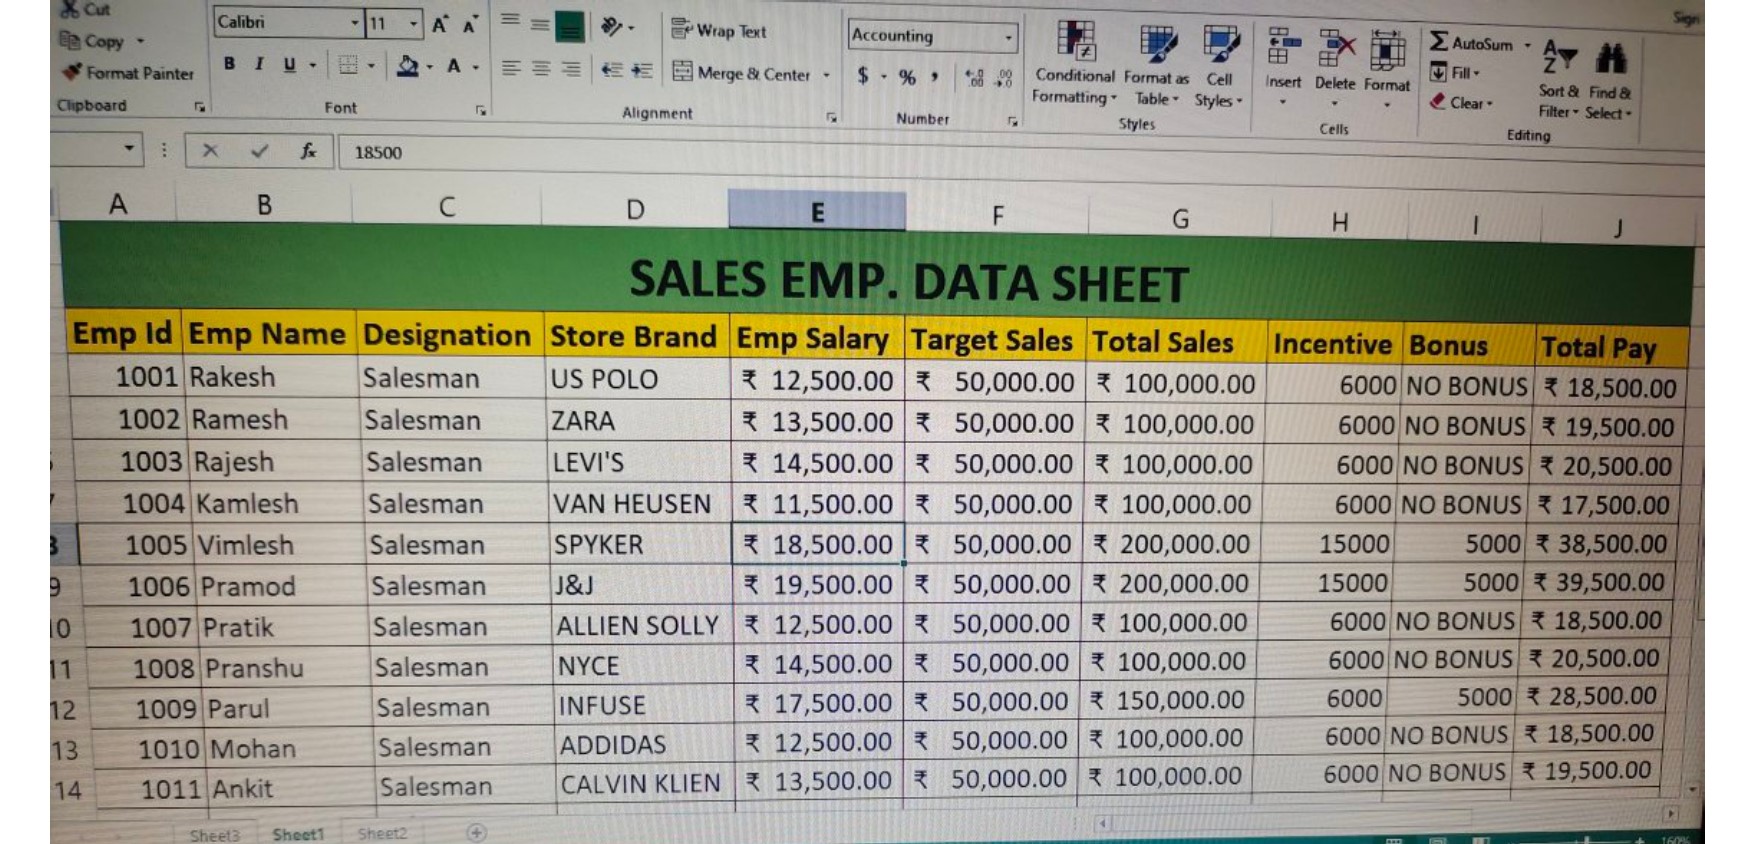 Cut Calibri 11 A A Wrap Text Accounting Sign
Copy Conditional Format as Cell Insert Delete Format AutoSum
Format Painter B I U A Merge & Center $ % , Formatting Table Styles Fill Sort & Find &
Clear Filter Select
Clipboard Font Alignment Number Styles Cells Editing
fx 18500
A B C D E F G H I J
SALES EMP. DATA SHEET
Emp Id Emp Name Designation Store Brand Emp Salary Target Sales Total Sales Incentive Bonus Total Pay
1001 Rakesh Salesman US POLO ₹ 12,500.00 ₹ 50,000.00 ₹ 100,000.00 6000 NO BONUS ₹ 18,500.00
1002 Ramesh Salesman ZARA ₹ 13,500.00 ₹ 50,000.00 ₹ 100,000.00 6000 NO BONUS ₹ 19,500.00
1003 Rajesh Salesman LEVI'S ₹ 14,500.00 ₹ 50,000.00 ₹ 100,000.00 6000 NO BONUS ₹ 20,500.00
1004 Kamlesh Salesman VAN HEUSEN ₹ 11,500.00 ₹ 50,000.00 ₹ 100,000.00 6000 NO BONUS ₹ 17,500.00
1005 Vimlesh Salesman SPYKER ₹ 18,500.00 ₹ 50,000.00 ₹ 200,000.00 15000 5000 ₹ 38,500.00
9 1006 Pramod Salesman J&J ₹ 19,500.00 ₹ 50,000.00 ₹ 200,000.00 15000 5000 ₹ 39,500.00
10 1007 Pratik Salesman ALLIEN SOLLY ₹ 12,500.00 ₹ 50,000.00 ₹ 100,000.00 6000 NO BONUS ₹ 18,500.00
11 1008 Pranshu Salesman NYCE ₹ 14,500.00 ₹ 50,000.00 ₹ 100,000.00 6000 NO BONUS ₹ 20,500.00
12 1009 Parul Salesman INFUSE ₹ 17,500.00 ₹ 50,000.00 ₹ 150,000.00 6000 5000 ₹ 28,500.00
13 1010 Mohan Salesman ADDIDAS ₹ 12,500.00 ₹ 50,000.00 ₹ 100,000.00 6000 NO BONUS ₹ 18,500.00
14 1011 Ankit Salesman CALVIN KLIEN ₹ 13,500.00 ₹ 50,000.00 ₹ 100,000.00 6000 NO BONUS ₹ 19,500.00
Sheet3 Sheet1 Sheet2
160%